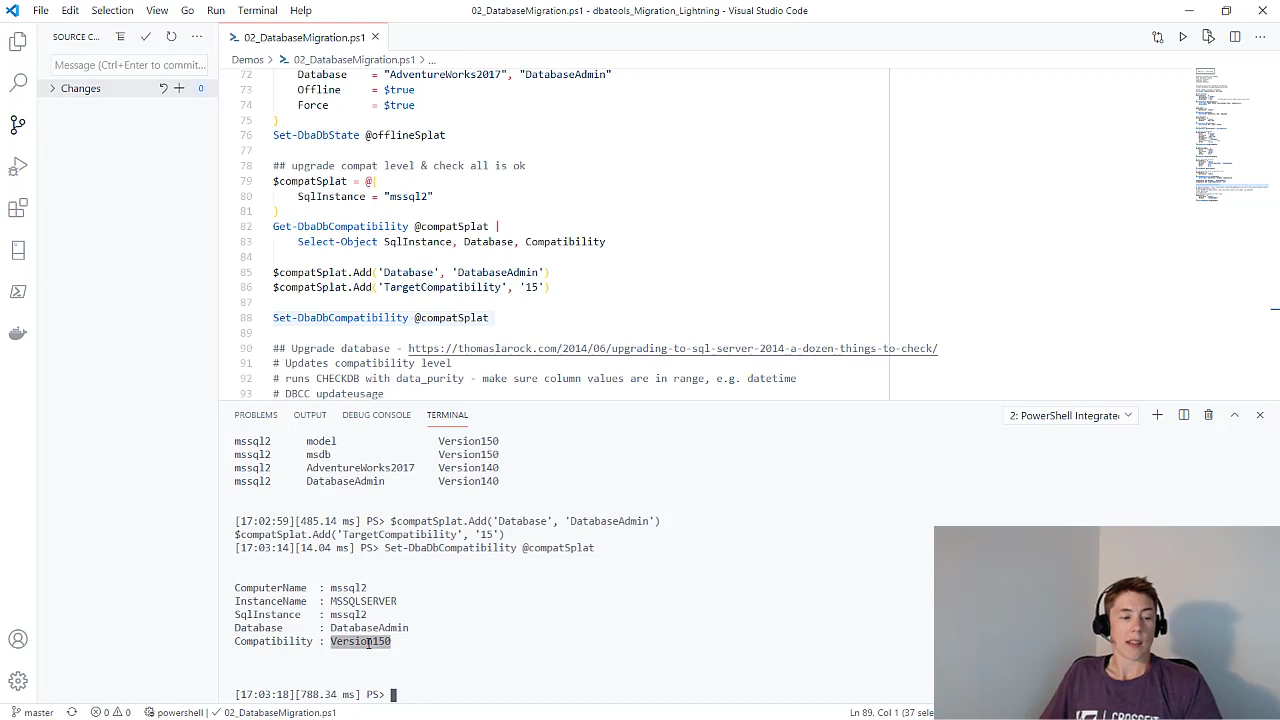 File Edit Selection View Go Run Terminal Help
02_DatabaseMigration.ps1 - dbatools_Migration_Lightning - Visual Studio Code
SOURCE C...
Message (Ctrl+Enter to commit...
Changes 0
02_DatabaseMigration.ps1
Demos > 02_DatabaseMigration.ps1 > ...
72 Database = "AdventureWorks2017", "DatabaseAdmin"
73 Offline = $true
74 Force = $true
75 )
76 Set-DbaDbState @offlineSplat
77
78 ## upgrade compat level & check all is ok
79 $compatSplat = @{
80 SqlInstance = "mssql2"
81 }
82 Get-DbaDbCompatibility @compatSplat |
83 Select-Object SqlInstance, Database, Compatibility
84
85 $compatSplat.Add('Database', 'DatabaseAdmin')
86 $compatSplat.Add('TargetCompatibility', '15')
87
88 Set-DbaDbCompatibility @compatSplat
89
90 ## Upgrade database - https://thomaslarock.com/2014/06/upgrading-to-sql-server-2014-a-dozen-things-to-check/
91 # Updates compatibility level
92 # runs CHECKDB with data_purity - make sure column values are in range, e.g. datetime
93 # DBCC updateusage
PROBLEMS OUTPUT DEBUG CONSOLE TERMINAL
2: PowerShell Integrate
mssql2 model Version150
mssql2 msdb Version150
mssql2 AdventureWorks2017 Version140
mssql2 DatabaseAdmin Version140
[17:02:59][485.14 ms] PS> $compatSplat.Add('Database', 'DatabaseAdmin')
$compatSplat.Add('TargetCompatibility', '15')
[17:03:14][14.04 ms] PS> Set-DbaDbCompatibility @compatSplat
ComputerName : mssql2
InstanceName : MSSQLSERVER
SqlInstance : mssql2
Database : DatabaseAdmin
Compatibility : Version150
[17:03:18][788.34 ms] PS>
master 0 0 powershell 02_DatabaseMigration.ps1
Ln 89, Col 1 (37 selec
CROSSFIT